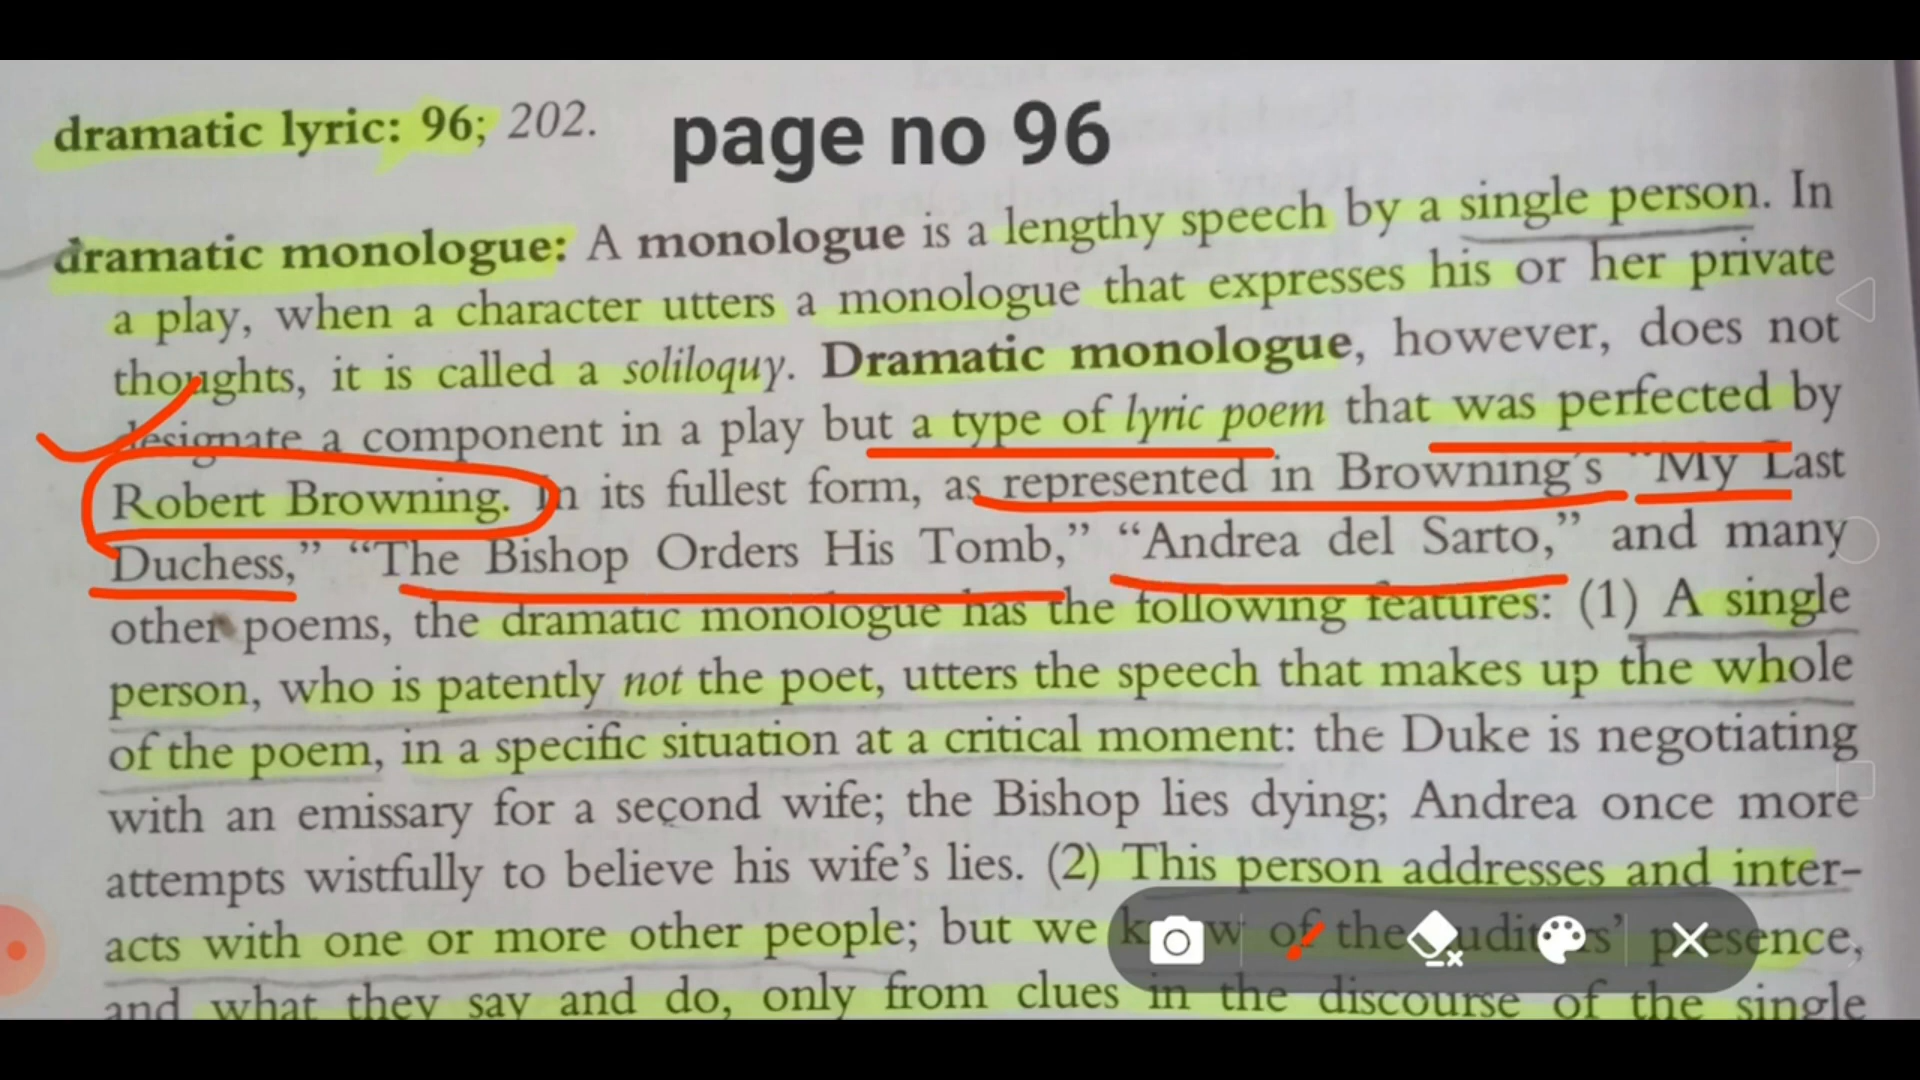 dramatic lyric: 96; 202.
page no 96
dramatic monologue: A monologue is a lengthy speech by a single person. In
a play, when a character utters a monologue that expresses his or her private
thoughts, it is called a soliloquy. Dramatic monologue, however, does not
designate a component in a play but a type of lyric poem that was perfected by
Robert Browning. In its fullest form, as represented in Browning's "My Last
Duchess," "The Bishop Orders His Tomb," "Andrea del Sarto," and many
other poems, the dramatic monologue has the following features: (1) A single
person, who is patently not the poet, utters the speech that makes up the whole
of the poem, in a specific situation at a critical moment: the Duke is negotiating
with an emissary for a second wife; the Bishop lies dying; Andrea once more
attempts wistfully to believe his wife's lies. (2) This person addresses and inter-
acts with one or more other people; but we know of the auditors' presence,
and what they say and do, only from clues in the discourse of the single